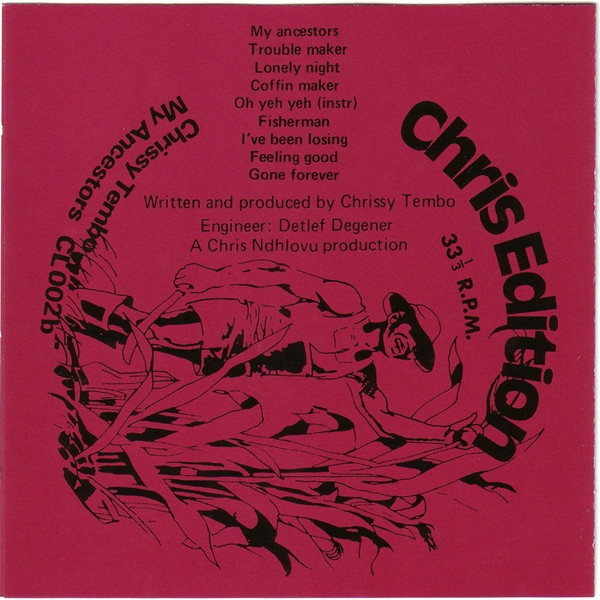 My ancestors
Trouble maker
Lonely night
Coffin maker
Oh yeh yeh (instr)
Fisherman
I've been losing
Feeling good
Gone forever
Written and produced by Chrissy Tembo
Engineer: Detlef Degener
A Chris Ndhlovu production
Chrissy Tembo
My Ancestors CL002b
Chris Edition
33 1/3 R.P.M.